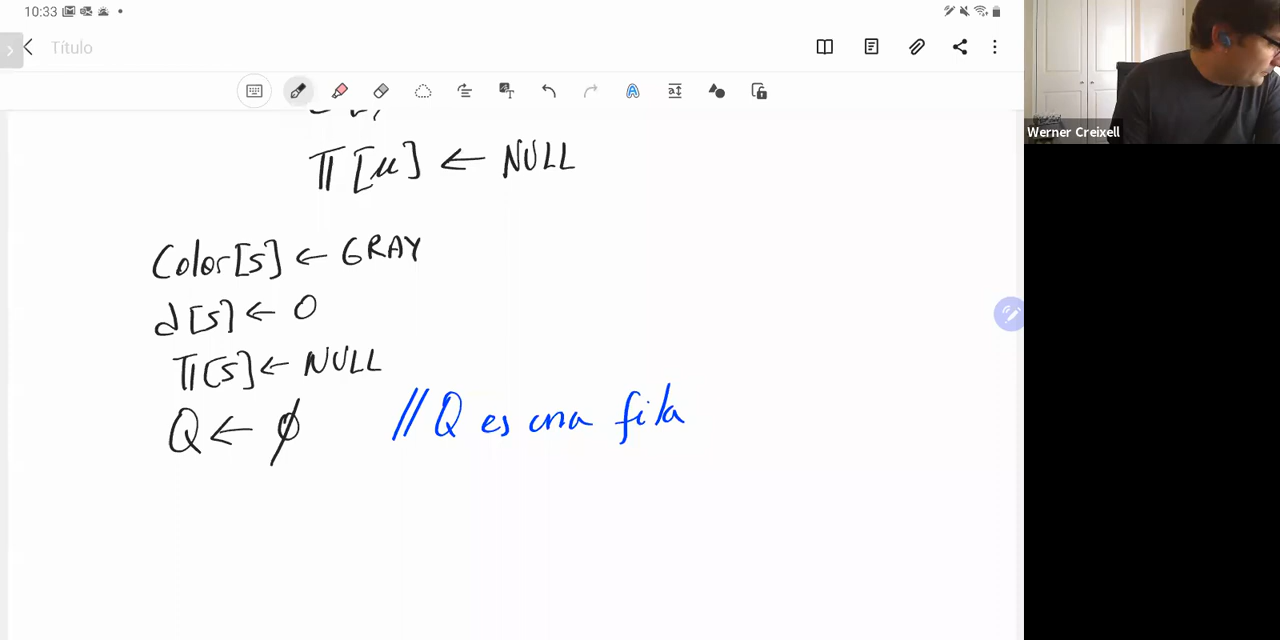 10:33
Título
Π[u] ← NULL
Color[s] ← GRAY
d[s] ← 0
Π[s] ← NULL
Q ← ∅ // Q es una fila
Werner Creixell